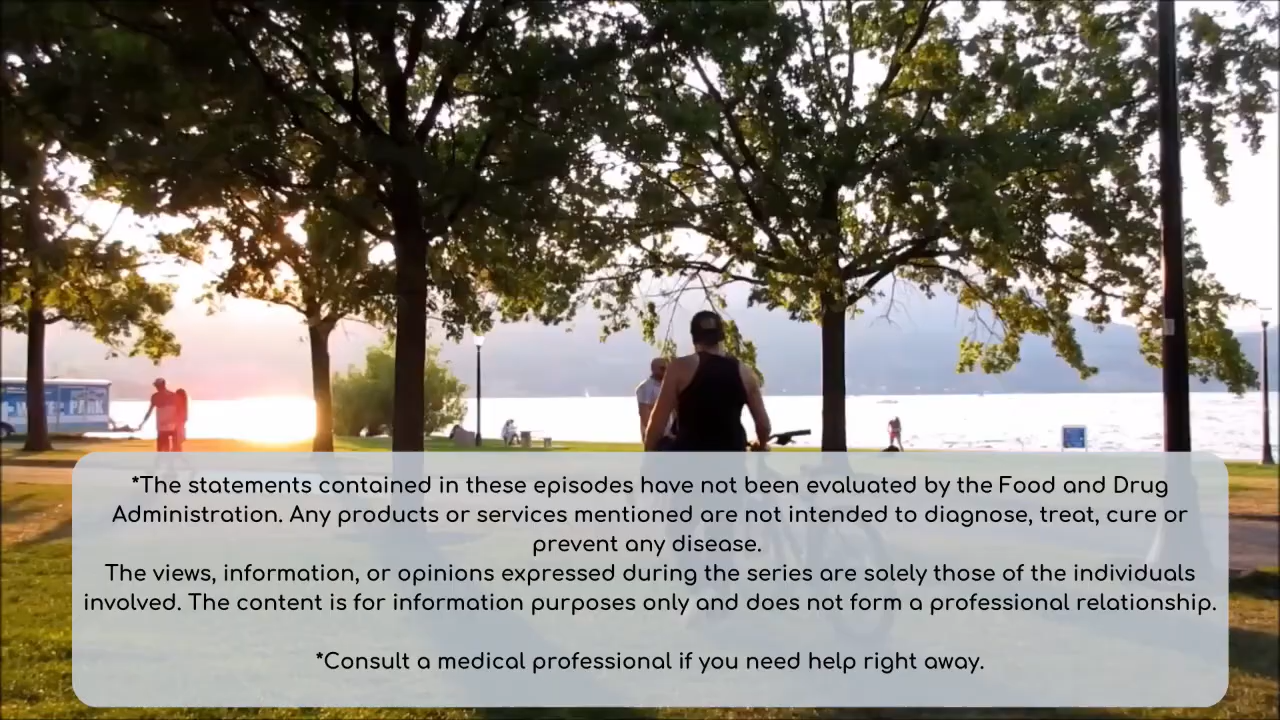 WATER PARK
*The statements contained in these episodes have not been evaluated by the Food and Drug
Administration. Any products or services mentioned are not intended to diagnose, treat, cure or
prevent any disease.
The views, information, or opinions expressed during the series are solely those of the individuals
involved. The content is for information purposes only and does not form a professional relationship.
*Consult a medical professional if you need help right away.